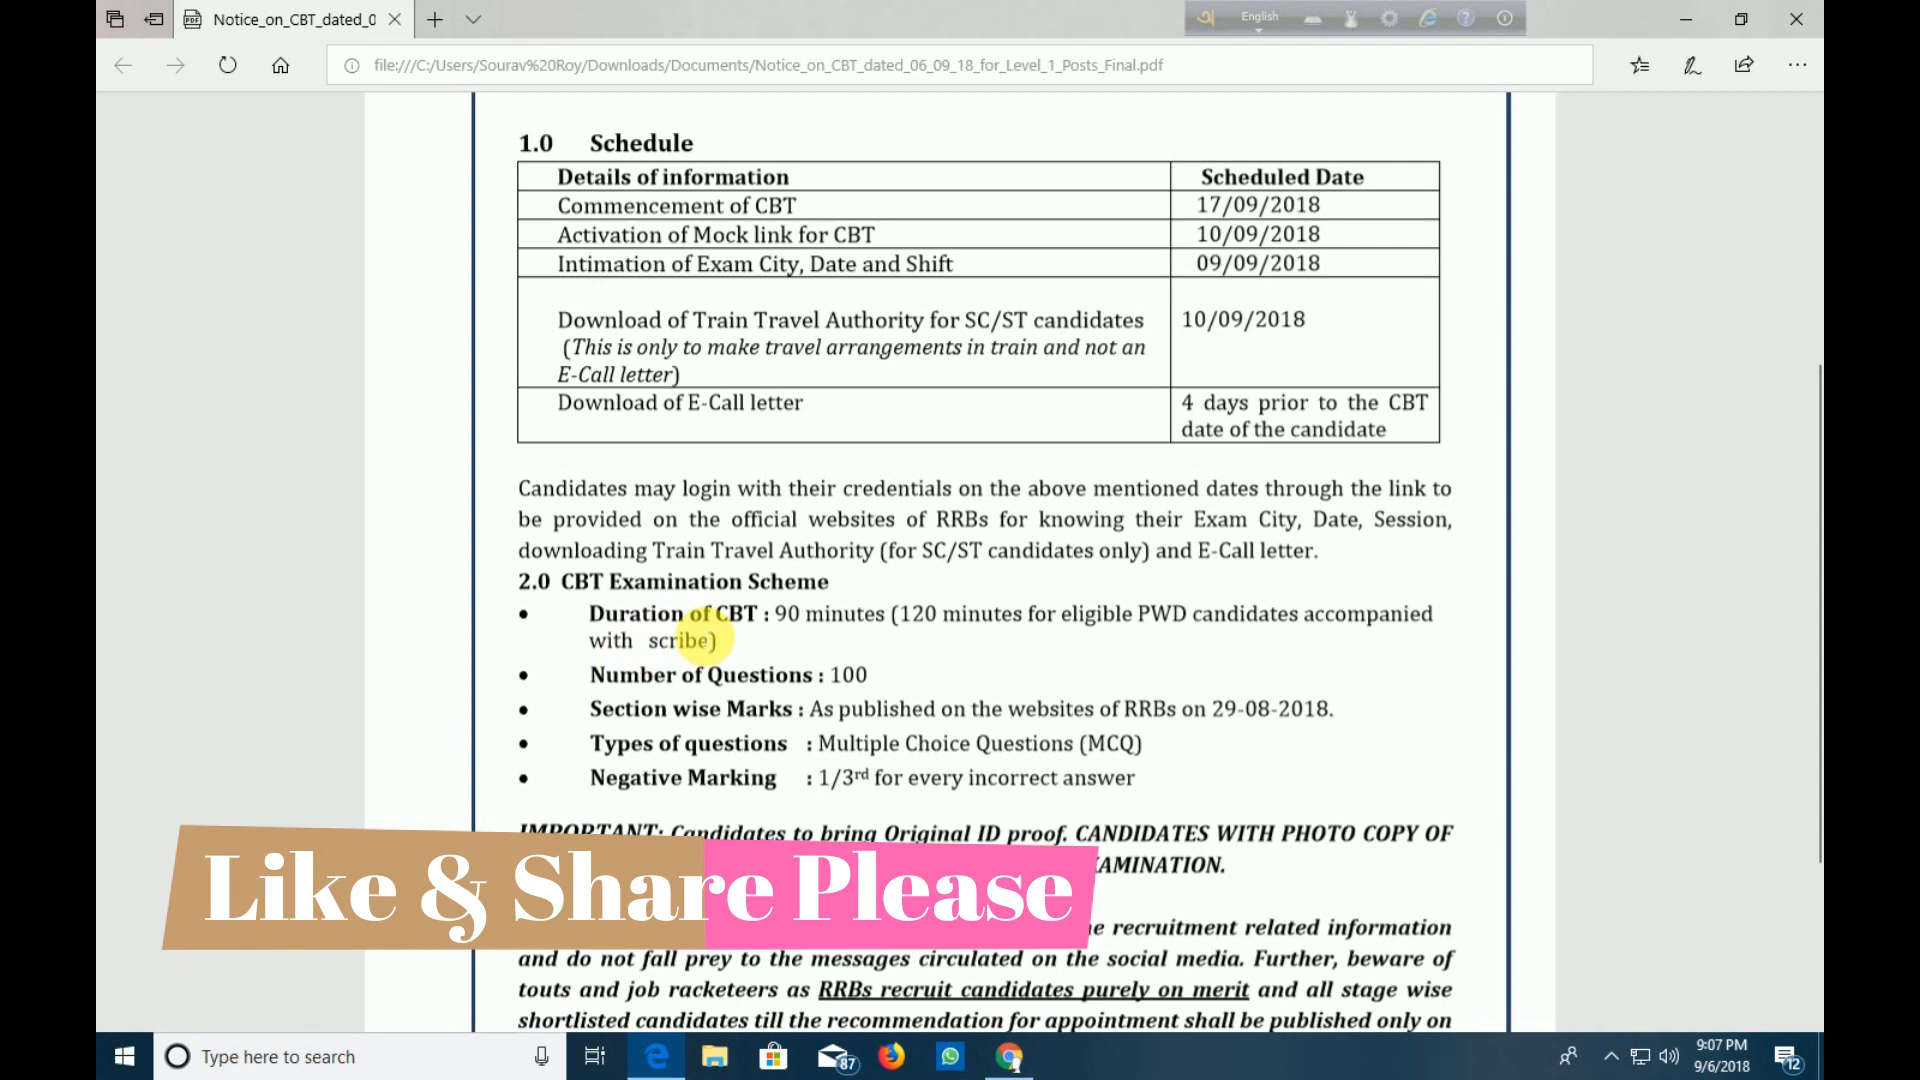 Notice_on_CBT_dated_0
English
file:///C:/Users/Sourav%20Roy/Downloads/Documents/Notice_on_CBT_dated_06_09_18_for_Level_1_Posts_Final.pdf
1.0 Schedule
Details of information Scheduled Date
Commencement of CBT 17/09/2018
Activation of Mock link for CBT 10/09/2018
Intimation of Exam City, Date and Shift 09/09/2018
Download of Train Travel Authority for SC/ST candidates 10/09/2018
(This is only to make travel arrangements in train and not an
E-Call letter)
Download of E-Call letter 4 days prior to the CBT
date of the candidate
Candidates may login with their credentials on the above mentioned dates through the link to
be provided on the official websites of RRBs for knowing their Exam City, Date, Session,
downloading Train Travel Authority (for SC/ST candidates only) and E-Call letter.
2.0 CBT Examination Scheme
• Duration of CBT : 90 minutes (120 minutes for eligible PWD candidates accompanied
with scribe)
• Number of Questions : 100
• Section wise Marks : As published on the websites of RRBs on 29-08-2018.
• Types of questions : Multiple Choice Questions (MCQ)
• Negative Marking : 1/3rd for every incorrect answer
IMPORTANT: Candidates to bring Original ID proof. CANDIDATES WITH PHOTO COPY OF
AMINATION.
Like & Share Please
e recruitment related information
and do not fall prey to the messages circulated on the social media. Further, beware of
touts and job racketeers as RRBs recruit candidates purely on merit and all stage wise
shortlisted candidates till the recommendation for appointment shall be published only on
Type here to search
87
9:07 PM
9/6/2018
12